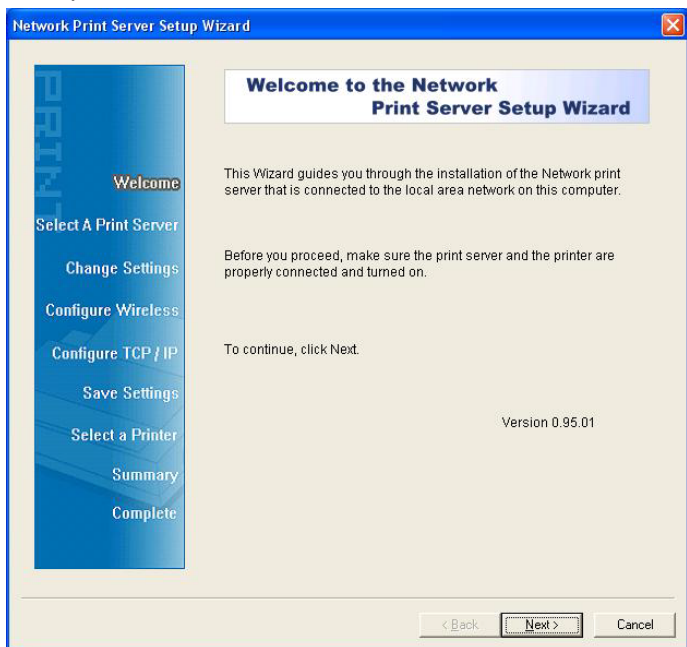 Network Print Server Setup Wizard
PRINT
Welcome
Select A Print Server
Change Settings
Configure Wireless
Configure TCP / IP
Save Settings
Select a Printer
Summary
Complete
Welcome to the Network
Print Server Setup Wizard
This Wizard guides you through the installation of the Network print
server that is connected to the local area network on this computer.
Before you proceed, make sure the print server and the printer are
properly connected and turned on.
To continue, click Next.
Version 0.95.01
< Back
Next >
Cancel